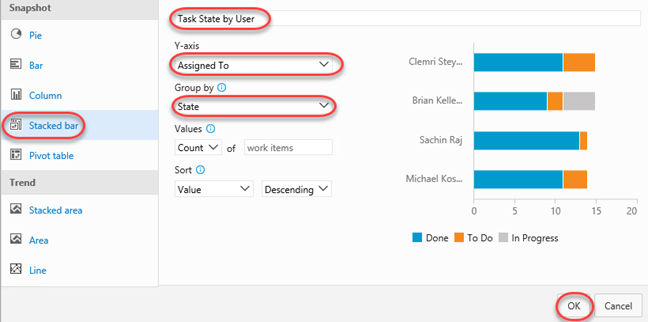 Snapshot
Pie
Bar
Column
Stacked bar
Pivot table
Trend
Stacked area
Area
Line
Task State by User
Y-axis
Assigned To
Group by
State
Values
Count of work items
Sort
Value Descending
Clemri Stey...
Brian Kelle...
Sachin Raj
Michael Kos...
0 5 10 15 20
Done To Do In Progress
OK Cancel